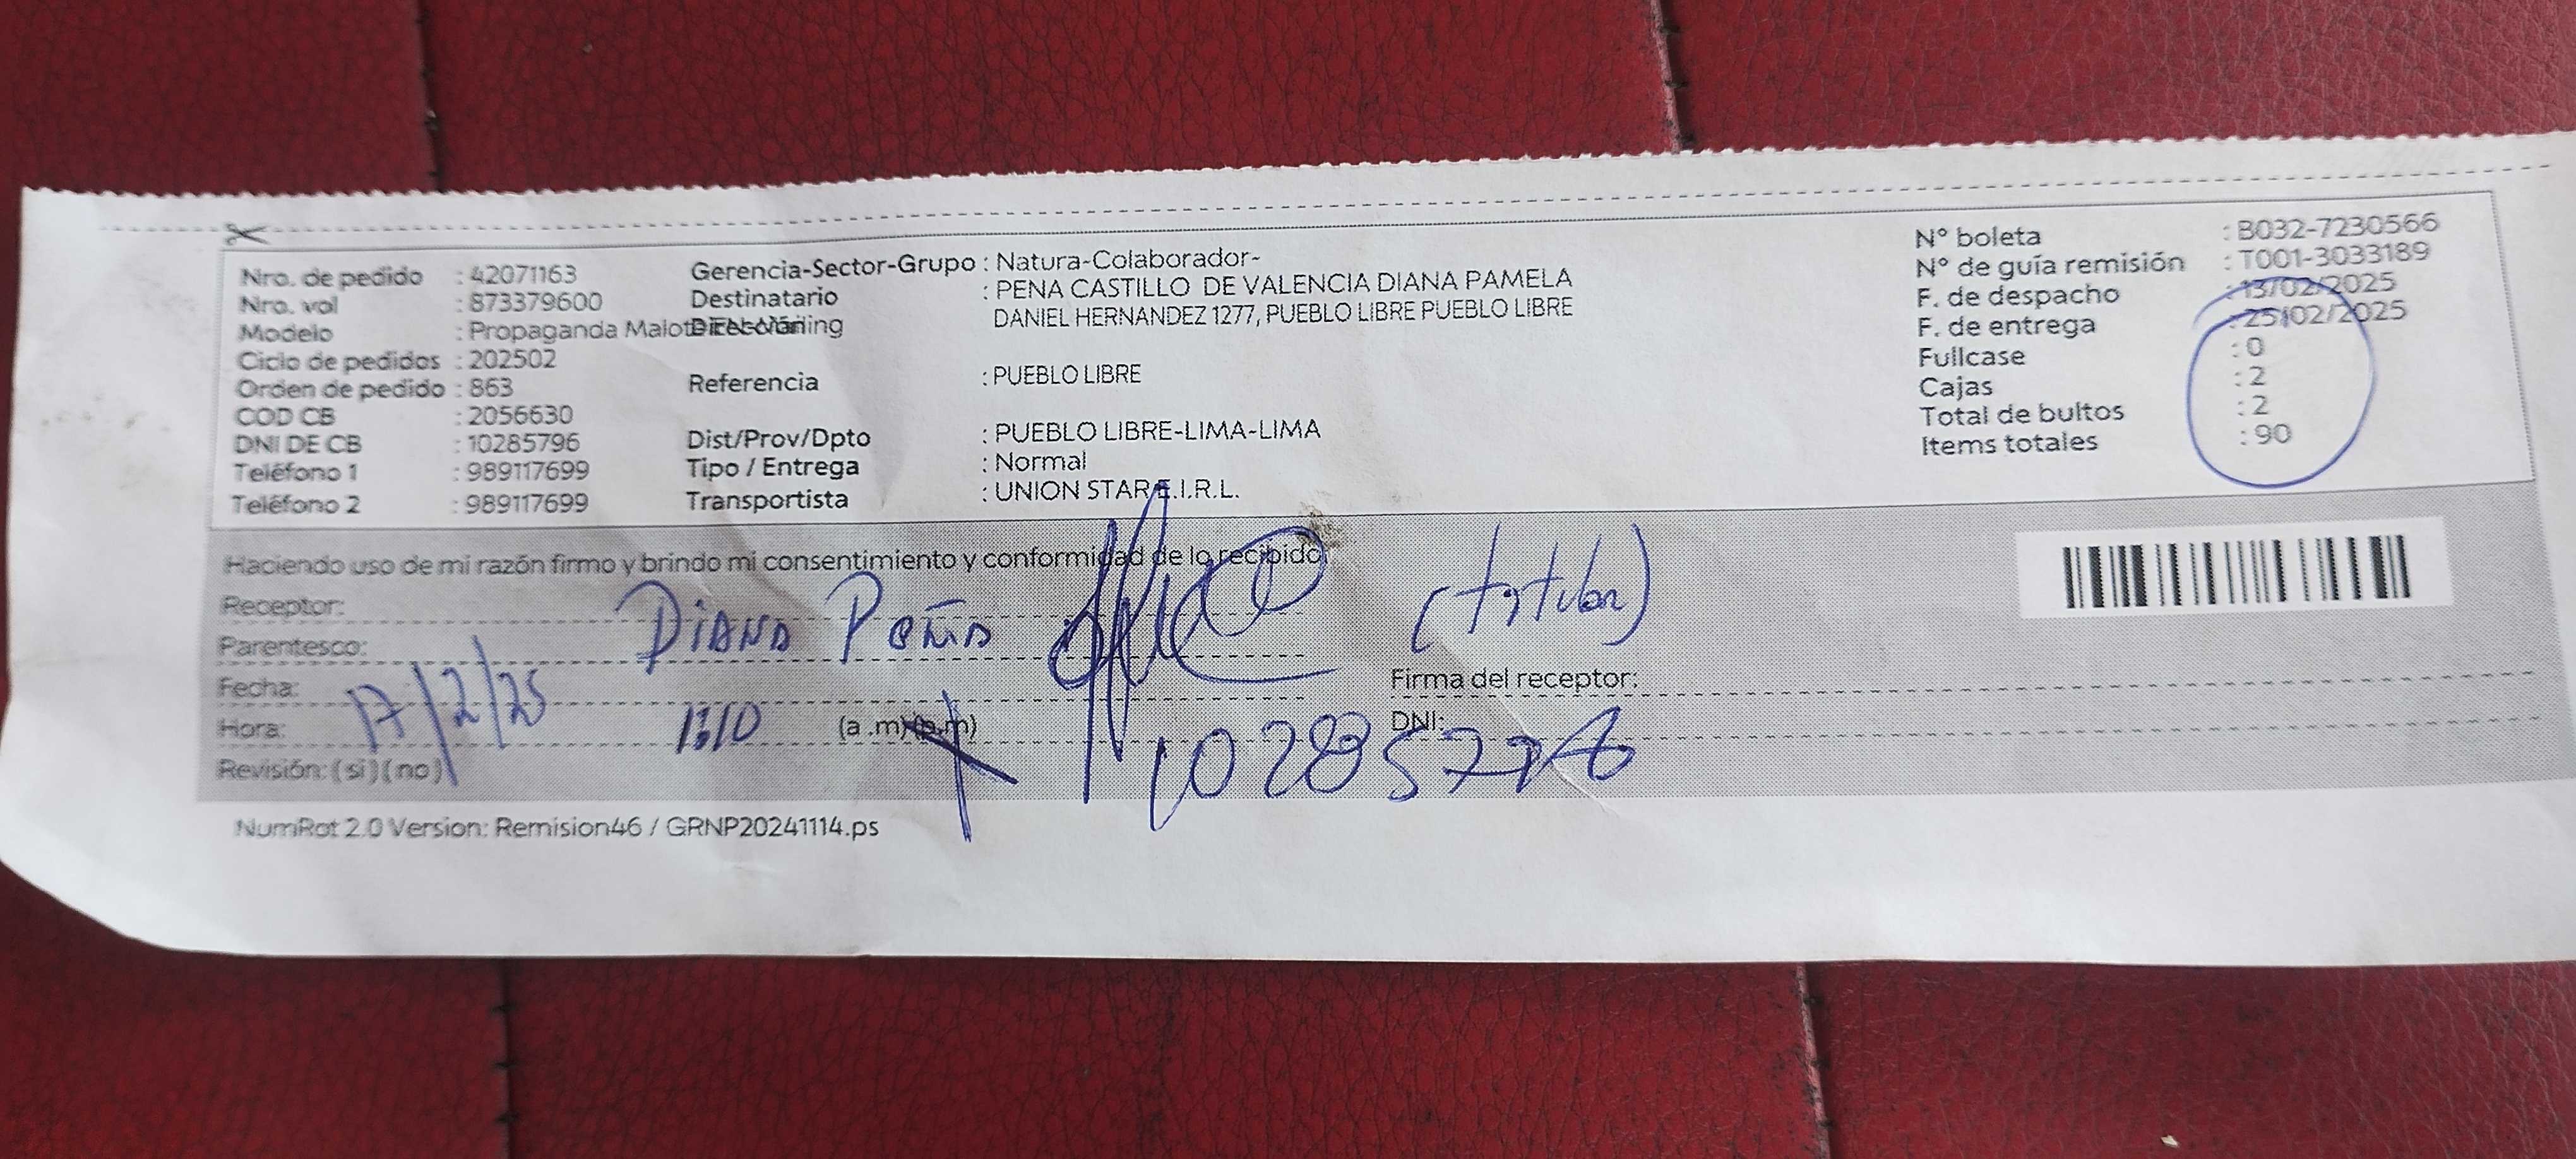 Nro. de pedido : 42071163
Nro. vol : 873379600
Modelo : Propaganda Malote EN-Mailing
Ciclo de pedidos : 202502
Orden de pedido : 863
COD CB : 2056630
DNI DE CB : 10285796
Teléfono 1 : 989117699
Teléfono 2 : 989117699
Gerencia-Sector-Grupo : Natura-Colaborador-
Destinatario : PENA CASTILLO DE VALENCIA DIANA PAMELA
Dirección DANIEL HERNANDEZ 1277, PUEBLO LIBRE PUEBLO LIBRE
Referencia : PUEBLO LIBRE
Dist/Prov/Dpto : PUEBLO LIBRE-LIMA-LIMA
Tipo / Entrega : Normal
Transportista : UNION STAR E.I.R.L.
N° boleta : B032-7230566
N° de guía remisión : T001-3033189
F. de despacho : 13/02/2025
F. de entrega : 25/02/2025
Fullcase : 0
Cajas : 2
Total de bultos : 2
Items totales : 90
Haciendo uso de mi razón firmo y brindo mi consentimiento y conformidad de lo recibido
Receptor: Diana Peña (titular)
Parentesco:
Fecha: 17/2/25
Firma del receptor:
Hora: (a .m)(p.m)
DNI:
Revisión: (si)(no)
NumRot 2.0 Version: Remision46 / GRNP20241114.ps